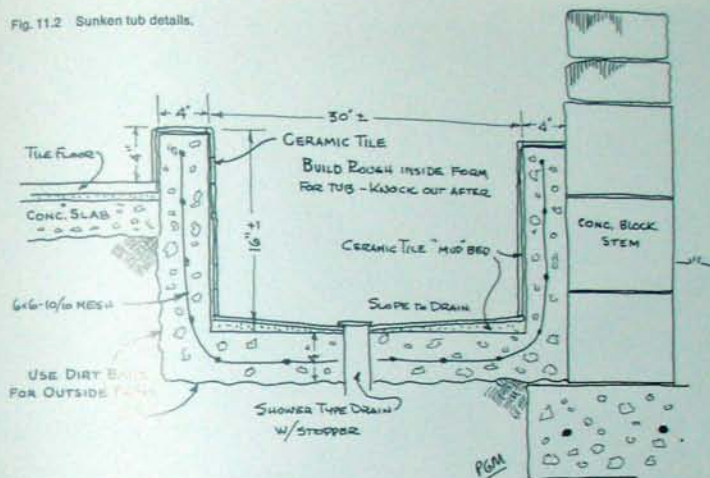 Fig. 11.2 Sunken tub details.
4"
30" ±
4"
CERAMIC TILE
BUILD ROUGH INSIDE FORM
FOR TUB - KNOCK OUT AFTER
TILE FLOOR
4"
CONC. SLAB
16" ±
CERAMIC TILE "MUD" BED
CONC. BLOCK
STEM
6x6-10/10 MESH
SLOPE TO DRAIN
4"
USE DIRT
FOR OUTSIDE
SHOWER TYPE DRAIN
W/STOPPER
PGM